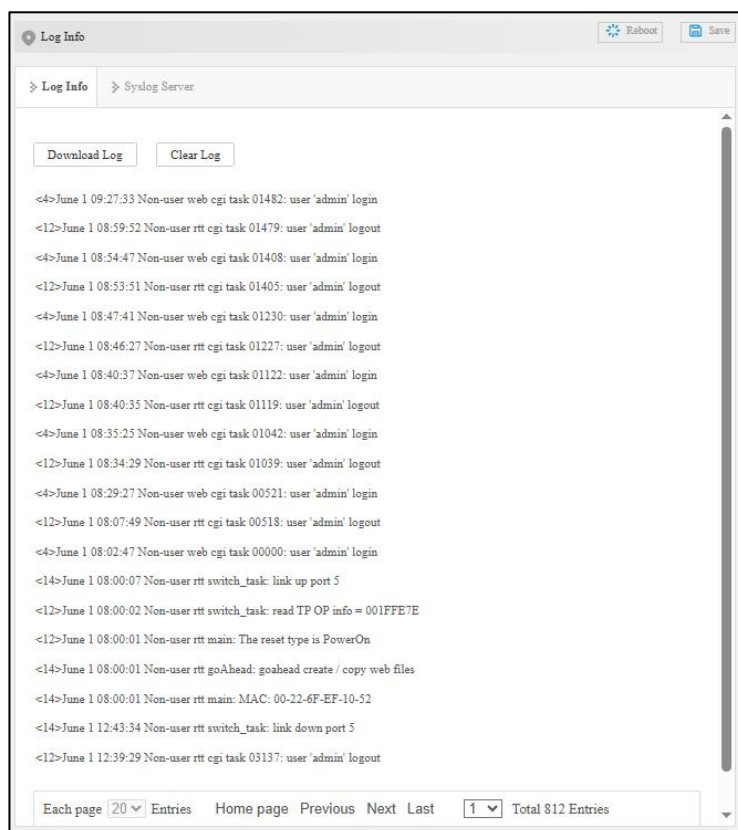 Log Info
Reboot
Save
Log Info
Syslog Server
Download Log
Clear Log
<4>June 1 09:27:33 Non-user web cgi task 01482: user 'admin' login
<12>June 1 08:59:52 Non-user rtt cgi task 01479: user 'admin' logout
<4>June 1 08:54:47 Non-user web cgi task 01408: user 'admin' login
<12>June 1 08:53:51 Non-user rtt cgi task 01405: user 'admin' logout
<4>June 1 08:47:41 Non-user web cgi task 01230: user 'admin' login
<12>June 1 08:46:27 Non-user rtt cgi task 01227: user 'admin' logout
<4>June 1 08:40:37 Non-user web cgi task 01122: user 'admin' login
<12>June 1 08:40:35 Non-user rtt cgi task 01119: user 'admin' logout
<4>June 1 08:35:25 Non-user web cgi task 01042: user 'admin' login
<12>June 1 08:34:29 Non-user rtt cgi task 01039: user 'admin' logout
<4>June 1 08:29:27 Non-user web cgi task 00521: user 'admin' login
<12>June 1 08:07:49 Non-user rtt cgi task 00518: user 'admin' logout
<4>June 1 08:02:47 Non-user web cgi task 00000: user 'admin' login
<14>June 1 08:00:07 Non-user rtt switch_task: link up port 5
<12>June 1 08:00:02 Non-user rtt switch_task: read TP OP info = 001FFE7E
<12>June 1 08:00:01 Non-user rtt main: The reset type is PowerOn
<14>June 1 08:00:01 Non-user rtt goAhead: goahead create / copy web files
<14>June 1 08:00:01 Non-user rtt main: MAC: 00-22-6F-EF-10-52
<14>June 1 12:43:34 Non-user rtt switch_task: link down port 5
<12>June 1 12:39:29 Non-user rtt cgi task 03137: user 'admin' logout
Each page 20 Entries Home page Previous Next Last 1 Total 812 Entries